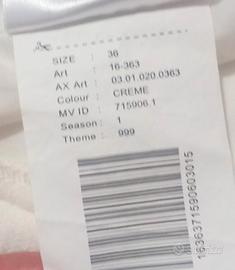 SIZE : 36
Art : 16-363
AX Art : 03.01.020.0363
Colour : CREME
MV ID : 715906.1
Season : 1
Theme : 999
1636371590603015